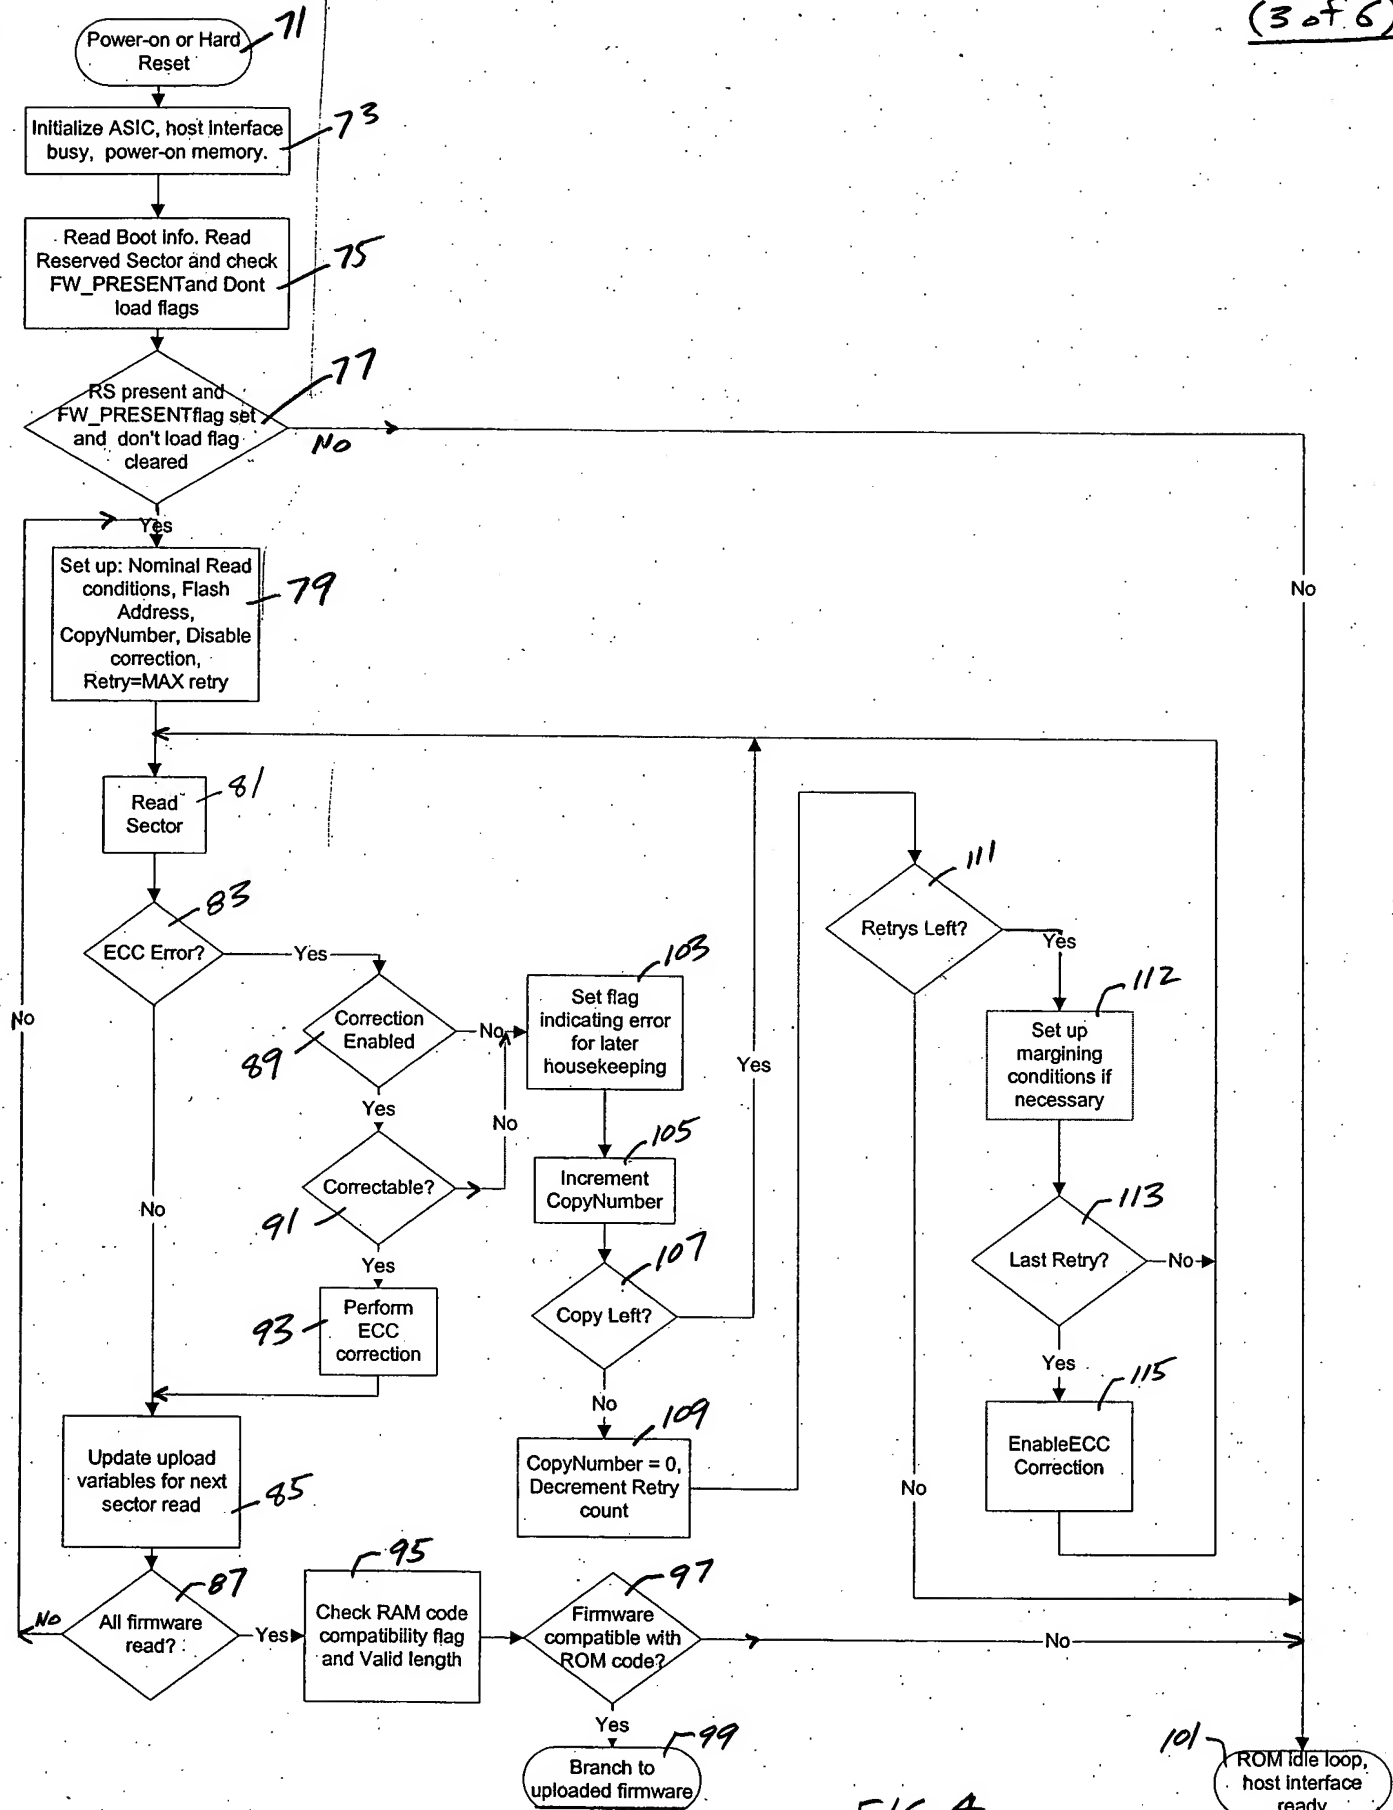 (3 of 6)
Power-on or Hard
Reset
71
Initialize ASIC, host interface
busy, power-on memory.
73
Read Boot info. Read
Reserved Sector and check
FW_PRESENTand Dont
load flags
75
RS present and
FW_PRESENTflag set
and don't load flag
cleared
77
No
Yes
No
Set up: Nominal Read
conditions, Flash
Address,
CopyNumber, Disable
correction,
Retry=MAX retry
79
Read
Sector
81
ECC Error?
83
Yes
No
No
Correction
Enabled
89
No
Yes
Correctable?
91
No
Yes
Perform
ECC
correction
93
Set flag
indicating error
for later
housekeeping
103
Increment
CopyNumber
105
Copy Left?
107
Yes
No
CopyNumber = 0,
Decrement Retry
count
109
Retrys Left?
111
Yes
No
Set up
margining
conditions if
necessary
112
Last Retry?
113
No
Yes
EnableECC
Correction
115
Update upload
variables for next
sector read
85
All firmware
read?
87
No
Yes
Check RAM code
compatibility flag
and Valid length
95
Firmware
compatible with
ROM code?
97
No
Yes
Branch to
uploaded firmware
99
ROM idle loop,
host interface
ready
101